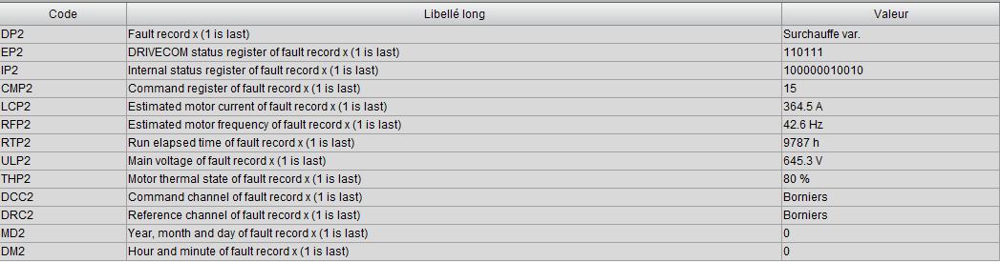 Code Libellé long Valeur
DP2 Fault record x (1 is last) Surchauffe var.
EP2 DRIVECOM status register of fault record x (1 is last) 110111
IP2 Internal status register of fault record x (1 is last) 100000010010
CMP2 Command register of fault record x (1 is last) 15
LCP2 Estimated motor current of fault record x (1 is last) 364.5 A
RFP2 Estimated motor frequency of fault record x (1 is last) 42.6 Hz
RTP2 Run elapsed time of fault record x (1 is last) 9787 h
ULP2 Main voltage of fault record x (1 is last) 645.3 V
THP2 Motor thermal state of fault record x (1 is last) 80 %
DCC2 Command channel of fault record x (1 is last) Borniers
DRC2 Reference channel of fault record x (1 is last) Borniers
MD2 Year, month and day of fault record x (1 is last) 0
DM2 Hour and minute of fault record x (1 is last) 0